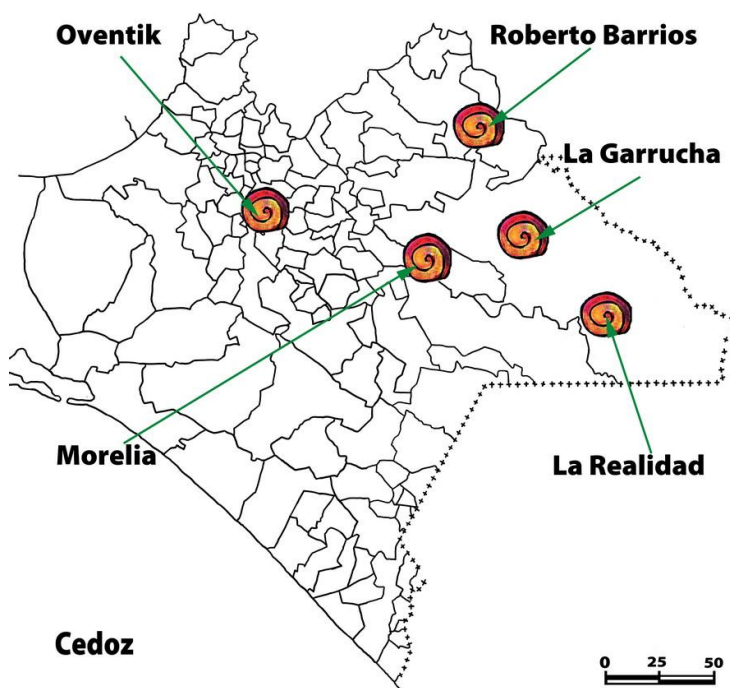 Oventik
Roberto Barrios
La Garrucha
Morelia
La Realidad
Cedoz
0 25 50